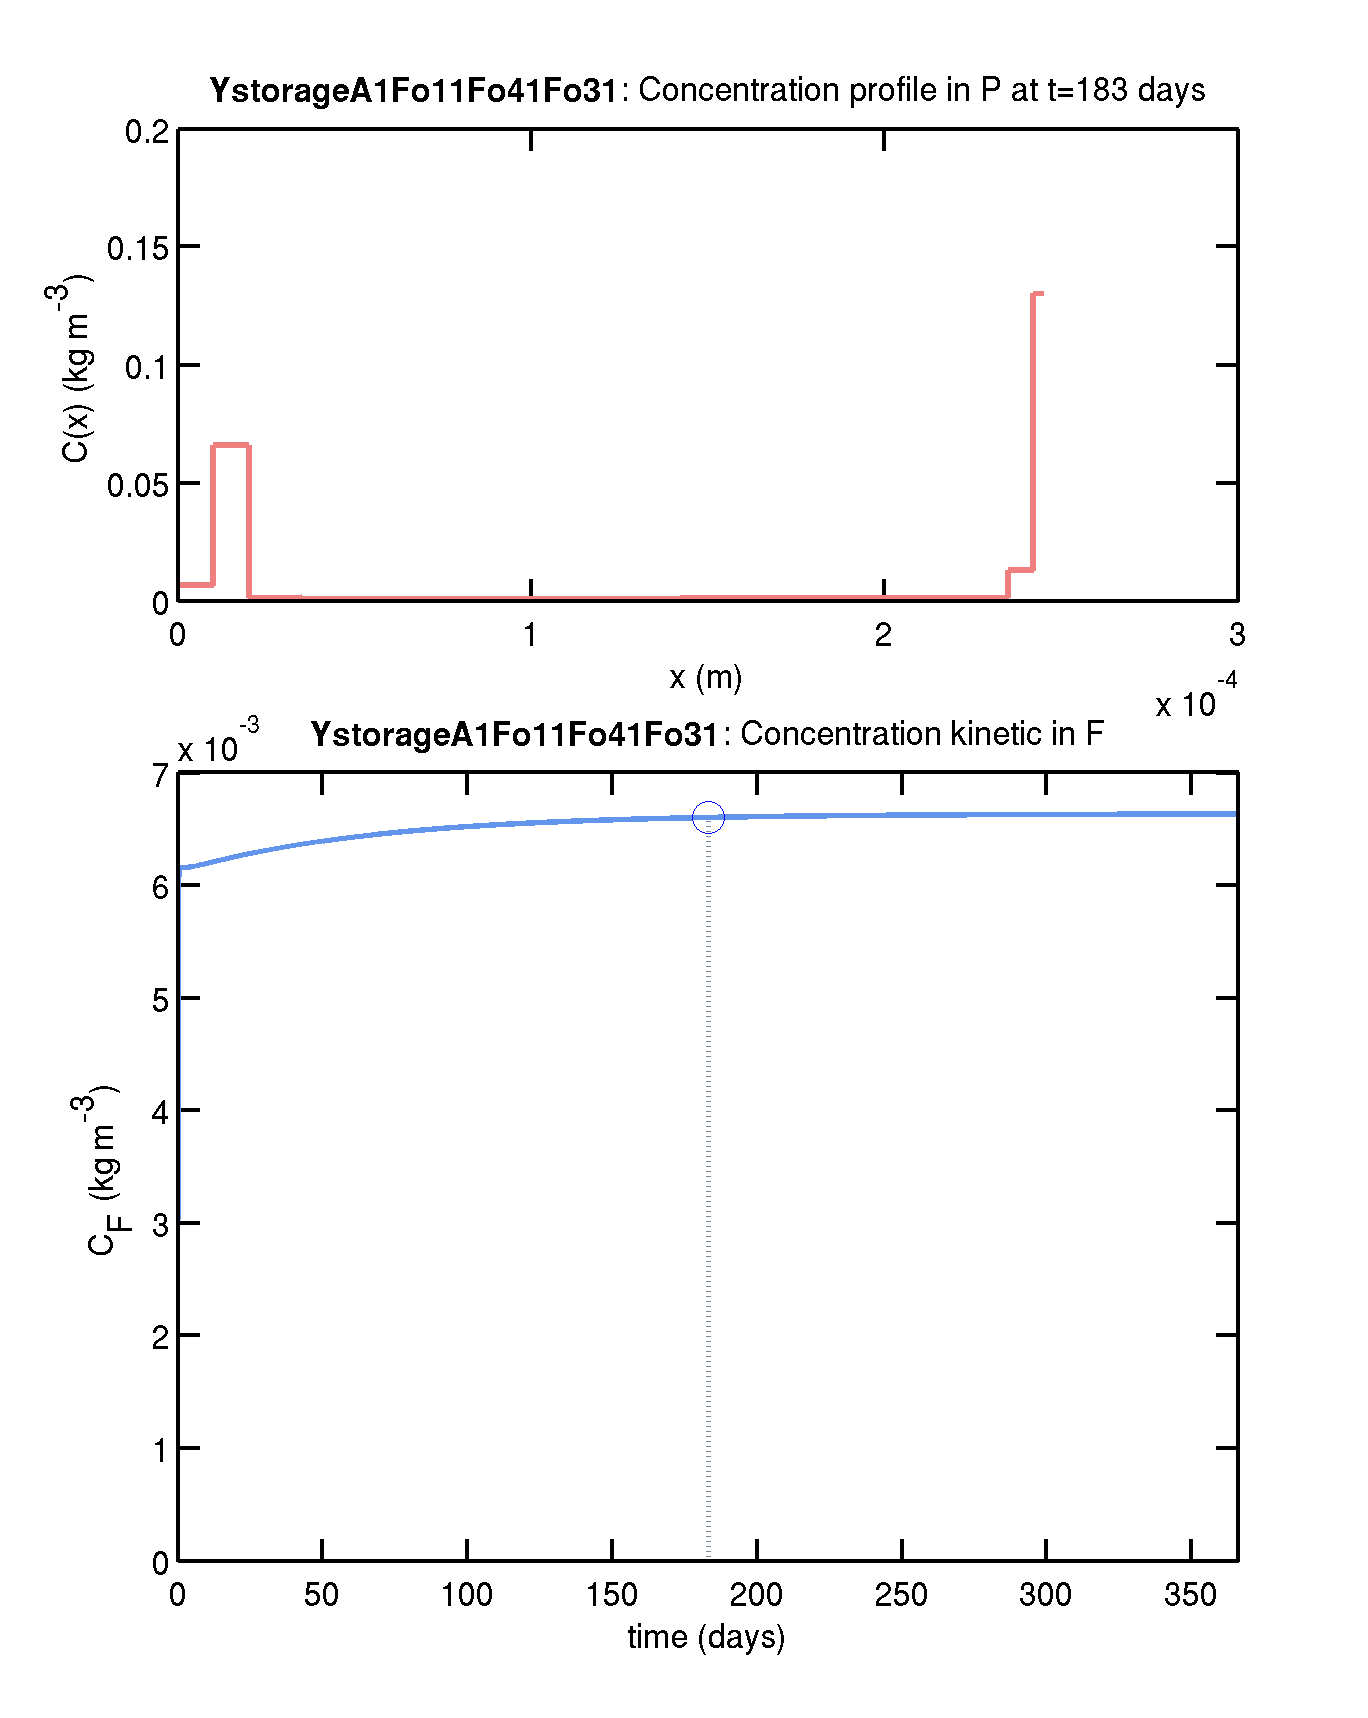 YstorageA1Fo11Fo41Fo31: Concentration profile in P at t=183 days
0.2
0.15
0.1
0.05
0
C(x) (kg m-3)
0 1 2 3
x (m)
x 10-4
YstorageA1Fo11Fo41Fo31: Concentration kinetic in F
x 10-3
7
6
5
4
3
2
1
0
CF (kg m-3)
0 50 100 150 200 250 300 350
time (days)